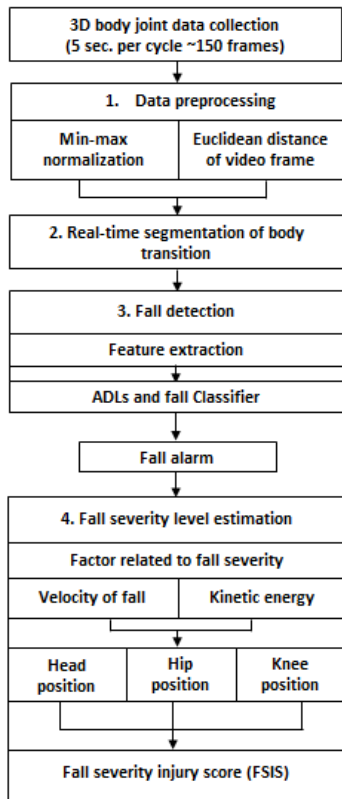 3D body joint data collection
(5 sec. per cycle ~150 frames)
1. Data preprocessing
Min-max
normalization
Euclidean distance
of video frame
2. Real-time segmentation of body
transition
3. Fall detection
Feature extraction
ADLs and fall Classifier
Fall alarm
4. Fall severity level estimation
Factor related to fall severity
Velocity of fall
Kinetic energy
Head
position
Hip
position
Knee
position
Fall severity injury score (FSIS)